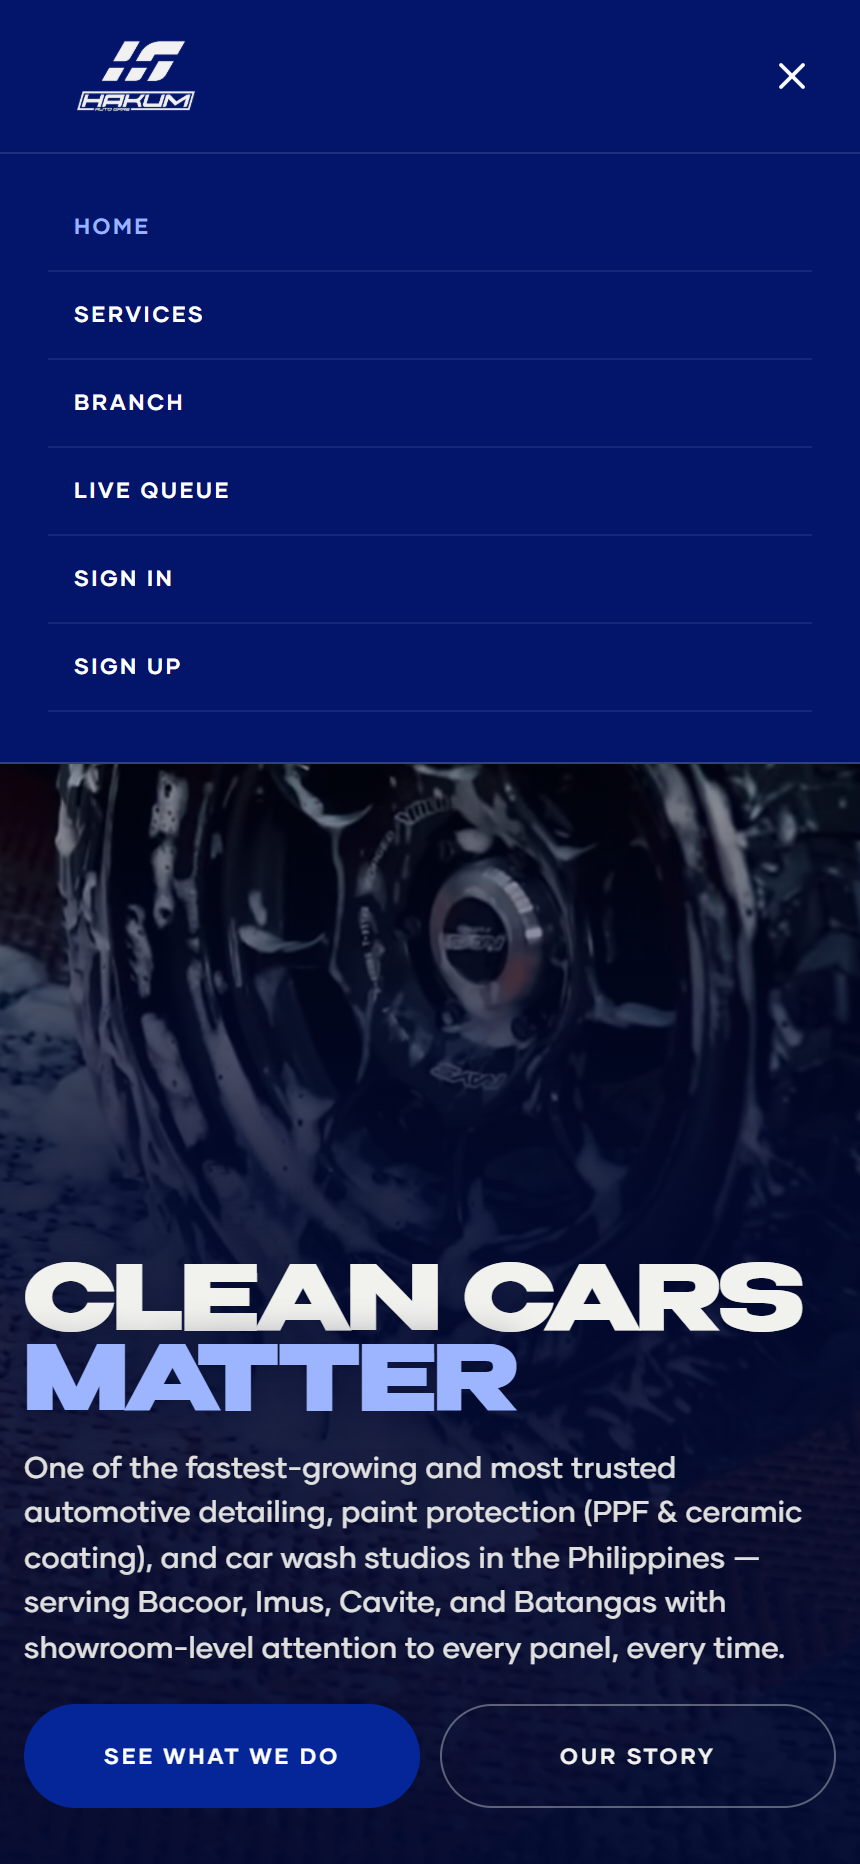 HAKUM
AUTO CARE
HOME
SERVICES
BRANCH
LIVE QUEUE
SIGN IN
SIGN UP
CLEAN CARS
MATTER
One of the fastest-growing and most trusted
automotive detailing, paint protection (PPF & ceramic
coating), and car wash studios in the Philippines —
serving Bacoor, Imus, Cavite, and Batangas with
showroom-level attention to every panel, every time.
SEE WHAT WE DO
OUR STORY